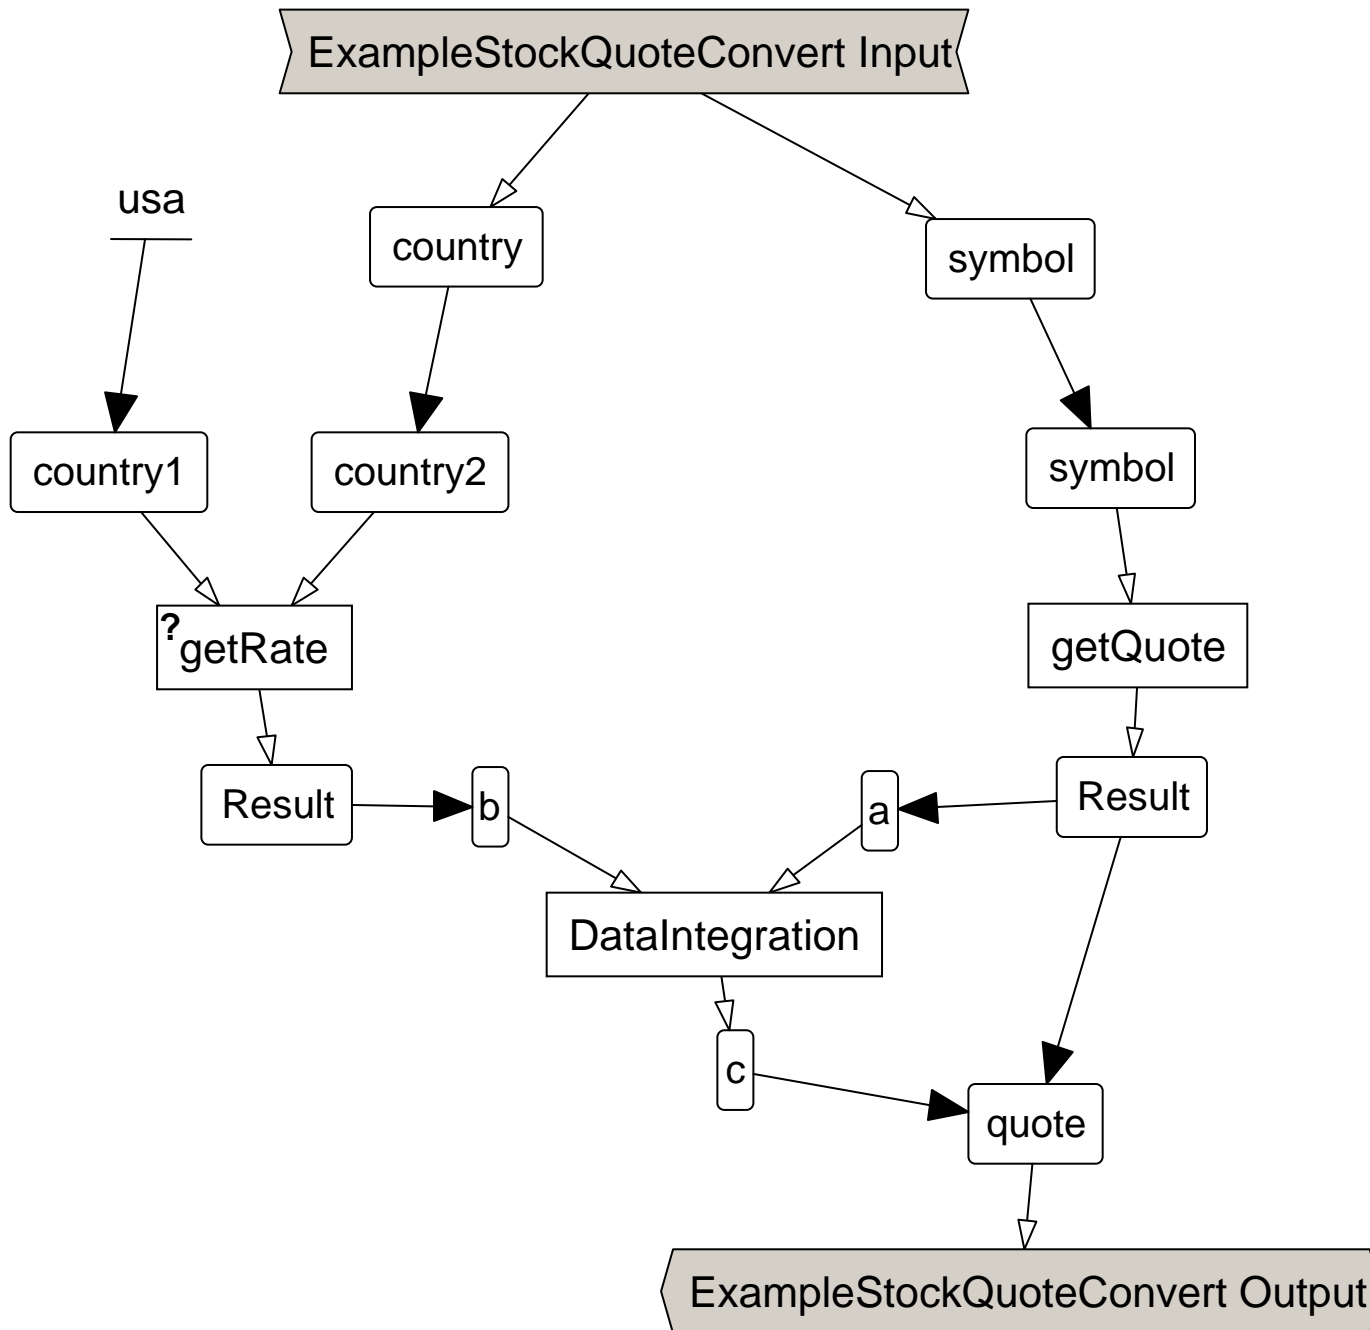 ExampleStockQuoteConvert Input
usa
country
symbol
country1
country2
symbol
?
getRate
getQuote
Result
b
a
Result
DataIntegration
c
quote
ExampleStockQuoteConvert Output